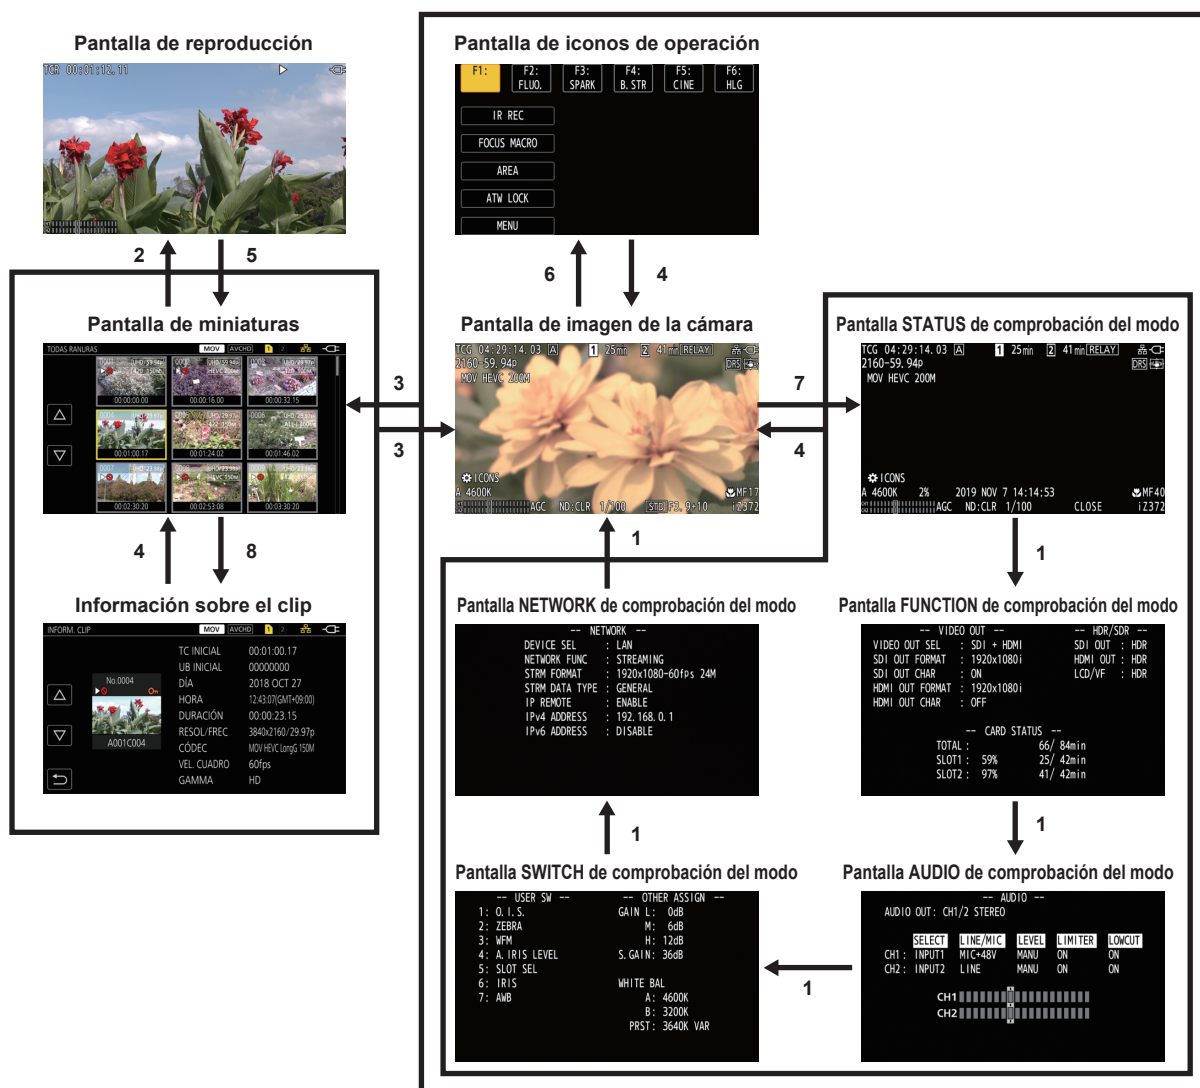 Pantalla de reproducción
TCR 00:01:12.11
2
5
Pantalla de miniaturas
TODAS RANURAS MOV AVCHD 1 2
00:00:00.00 00:00:16.00 00:00:32.15
0004 0005 0006
00:01:00.17 00:01:24.02 00:01:46.02
0007
00:02:30:20 00:02:53:08 00:03:30:20
4
8
Información sobre el clip
INFORM. CLIP MOV AVCHD 1 2
No.0004
A001C004
TC INICIAL 00:01:00.17
UB INICIAL 00000000
DÍA 2018 OCT 27
HORA 12:43:07(GMT+09:00)
DURACIÓN 00:00:23.15
RESOL/FREC 3840x2160/29.97p
CÓDEC MOV HEVC LongG 150M
VEL. CUADRO 60fps
GAMMA HD
3
3
Pantalla de iconos de operación
F1: F2: F3: F4: F5: F6:
FLUO. SPARK B.STR CINE HLG
IR REC
FOCUS MACRO
AREA
ATW LOCK
MENU
6
4
Pantalla de imagen de la cámara
TCG 04:29:14.03 A 1 25min 2 41min RELAY
2160-59.94p DRS
MOV HEVC 200M
ICONS
A 4600K MF17
AGC ND:CLR 1/100 STB F3.9+10 iZ372
7
4
Pantalla STATUS de comprobación del modo
TCG 04:29:14.03 A 1 25min 2 41min RELAY
2160-59.94p DRS
MOV HEVC 200M
ICONS
A 4600K 2% 2019 NOV 7 14:14:53 MF40
AGC ND:CLR 1/100 CLOSE iZ372
1
1
Pantalla NETWORK de comprobación del modo
-- NETWORK --
DEVICE SEL : LAN
NETWORK FUNC : STREAMING
STRM FORMAT : 1920x1080-60fps 24M
STRM DATA TYPE : GENERAL
IP REMOTE : ENABLE
IPv4 ADDRESS : 192.168.0.1
IPv6 ADDRESS : DISABLE
Pantalla FUNCTION de comprobación del modo
-- VIDEO OUT -- -- HDR/SDR --
VIDEO OUT SEL : SDI + HDMI SDI OUT : HDR
SDI OUT FORMAT : 1920x1080i HDMI OUT : HDR
SDI OUT CHAR : ON LCD/VF : HDR
HDMI OUT FORMAT : 1920x1080i
HDMI OUT CHAR : OFF
-- CARD STATUS --
TOTAL : 66/ 84min
SLOT1 : 59% 25/ 42min
SLOT2 : 97% 41/ 42min
1
1
Pantalla SWITCH de comprobación del modo
-- USER SW -- -- OTHER ASSIGN --
1: O.I.S. GAIN L: 0dB
2: ZEBRA M: 6dB
3: WFM H: 12dB
4: A.IRIS LEVEL S.GAIN: 36dB
5: SLOT SEL
6: IRIS WHITE BAL
7: AWB A: 4600K
B: 3200K
PRST: 3640K VAR
1
Pantalla AUDIO de comprobación del modo
-- AUDIO --
AUDIO OUT: CH1/2 STEREO
SELECT LINE/MIC LEVEL LIMITER LOWCUT
CH1: INPUT1 MIC+48V MANU ON ON
CH2: INPUT2 LINE MANU ON ON
CH1
CH2